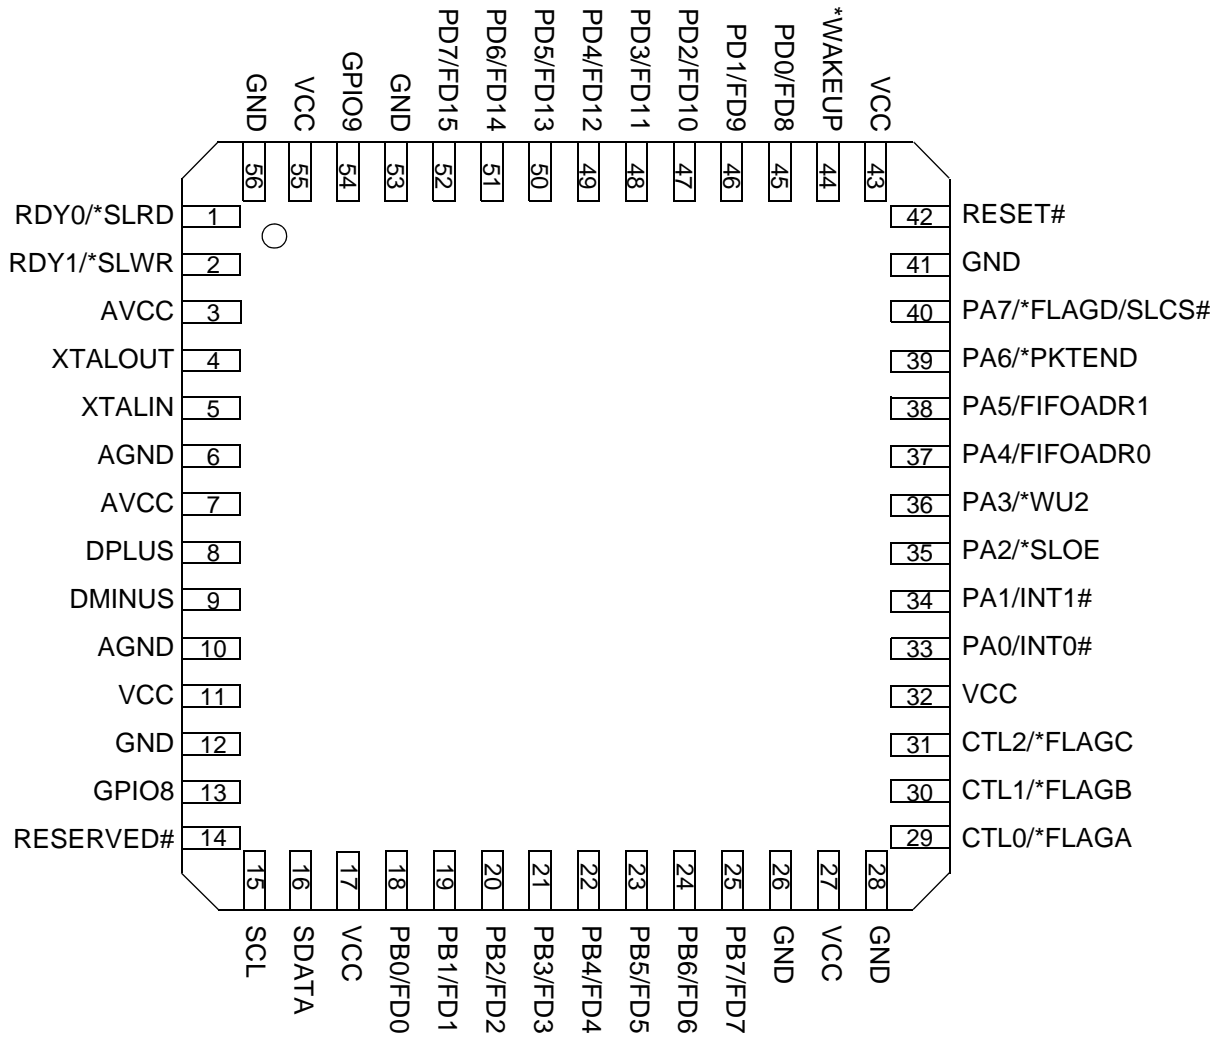 GND
VCC
GPIO9
GND
PD7/FD15
PD6/FD14
PD5/FD13
PD4/FD12
PD3/FD11
PD2/FD10
PD1/FD9
PD0/FD8
*WAKEUP
VCC
56
55
54
53
52
51
50
49
48
47
46
45
44
43
RDY0/*SLRD 1
RDY1/*SLWR 2
AVCC 3
XTALOUT 4
XTALIN 5
AGND 6
AVCC 7
DPLUS 8
DMINUS 9
AGND 10
VCC 11
GND 12
GPIO8 13
RESERVED# 14
42 RESET#
41 GND
40 PA7/*FLAGD/SLCS#
39 PA6/*PKTEND
38 PA5/FIFOADR1
37 PA4/FIFOADR0
36 PA3/*WU2
35 PA2/*SLOE
34 PA1/INT1#
33 PA0/INT0#
32 VCC
31 CTL2/*FLAGC
30 CTL1/*FLAGB
29 CTL0/*FLAGA
15
16
17
18
19
20
21
22
23
24
25
26
27
28
SCL
SDATA
VCC
PB0/FD0
PB1/FD1
PB2/FD2
PB3/FD3
PB4/FD4
PB5/FD5
PB6/FD6
PB7/FD7
GND
VCC
GND